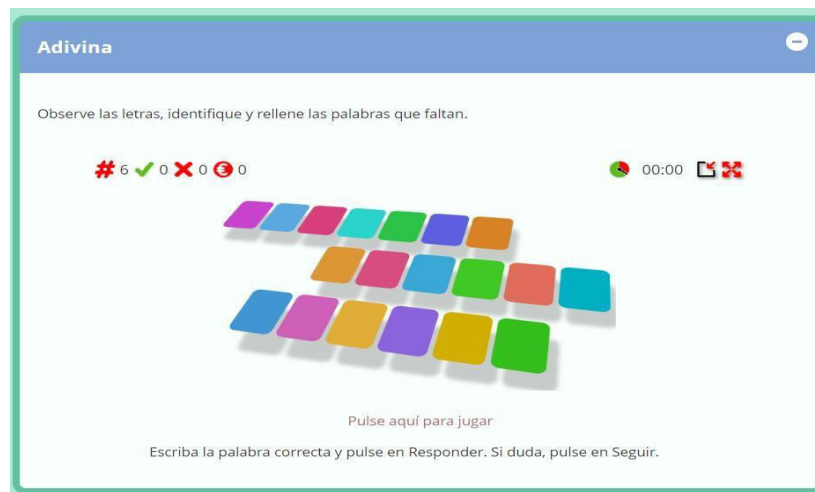 Adivina
Observe las letras, identifique y rellene las palabras que faltan.
6 0 0 0 00:00
Pulse aquí para jugar
Escriba la palabra correcta y pulse en Responder. Si duda, pulse en Seguir.